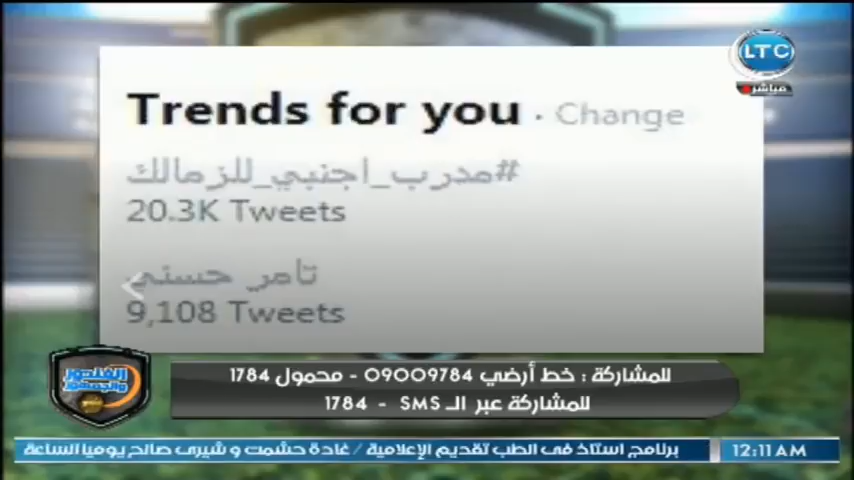 LTC
مباشر
Trends for you · Change
#مدرب_اجنبي_للزمالك
20.3K Tweets
تامر حسني
9,108 Tweets
الغندور
والجمهور
للمشاركة : خط أرضي 09009784 - محمول 1784
للمشاركة عبر الـ SMS - 1784
برنامج استاذ فى الطب تقديم الإعلامية / غادة حشمت و شيرى صالح يوميا الساعة
12:11 AM